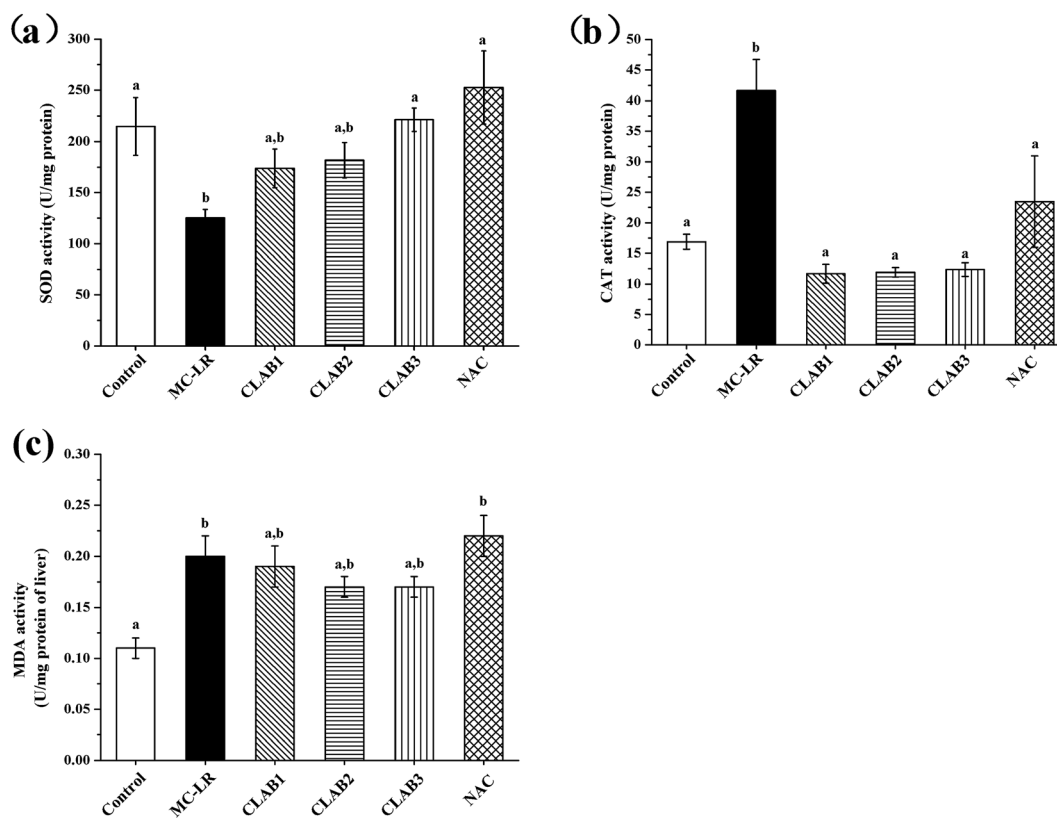 (a)
300
250
200
150
100
50
0
SOD activity (U/mg protein)
a
b
a,b
a,b
a
a
Control
MC-LR
CLAB1
CLAB2
CLAB3
NAC
(b)
50
45
40
35
30
25
20
15
10
5
0
CAT activity (U/mg protein)
a
b
a
a
a
a
Control
MC-LR
CLAB1
CLAB2
CLAB3
NAC
(c)
0.30
0.25
0.20
0.15
0.10
0.05
0.00
MDA activity
(U/mg protein of liver)
a
b
a,b
a,b
a,b
b
Control
MC-LR
CLAB1
CLAB2
CLAB3
NAC